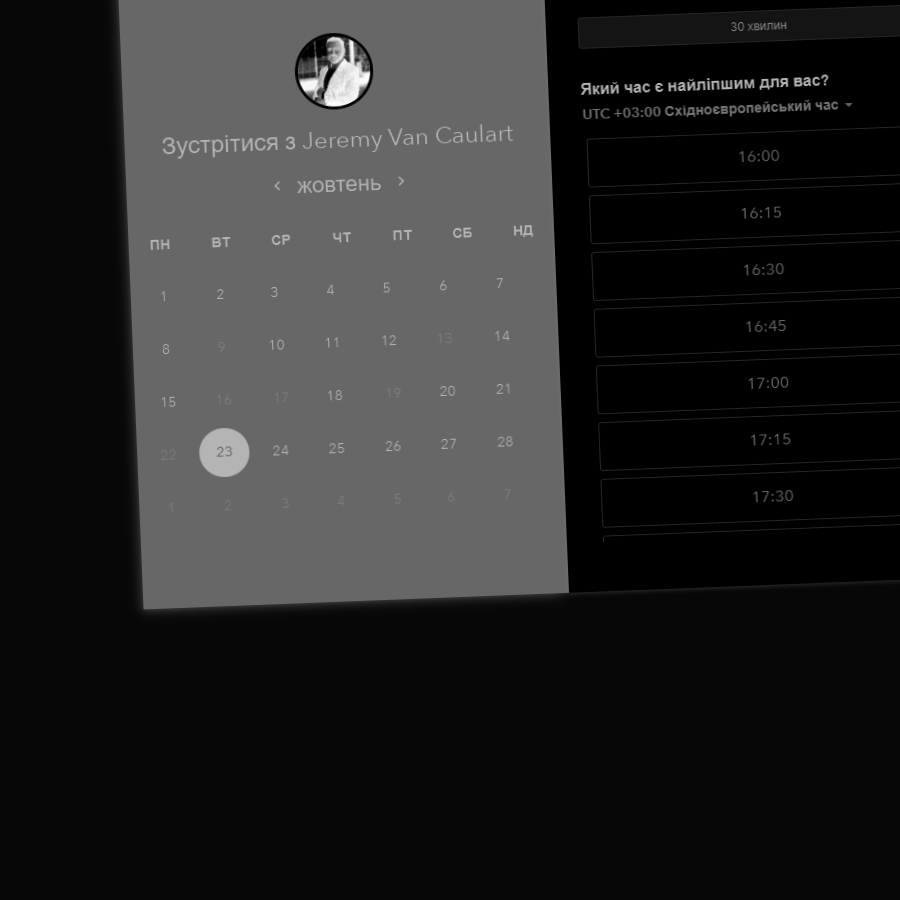 Зустрітися з Jeremy Van Caulart
жовтень
ПН ВТ СР ЧТ ПТ СБ НД
1 2 3 4 5 6 7
8 9 10 11 12 13 14
15 16 17 18 19 20 21
22 23 24 25 26 27 28
1 2 3 4 5 6 7
30 хвилин
Який час є найліпшим для вас?
UTC +03:00 Східноєвропейський час
16:00
16:15
16:30
16:45
17:00
17:15
17:30